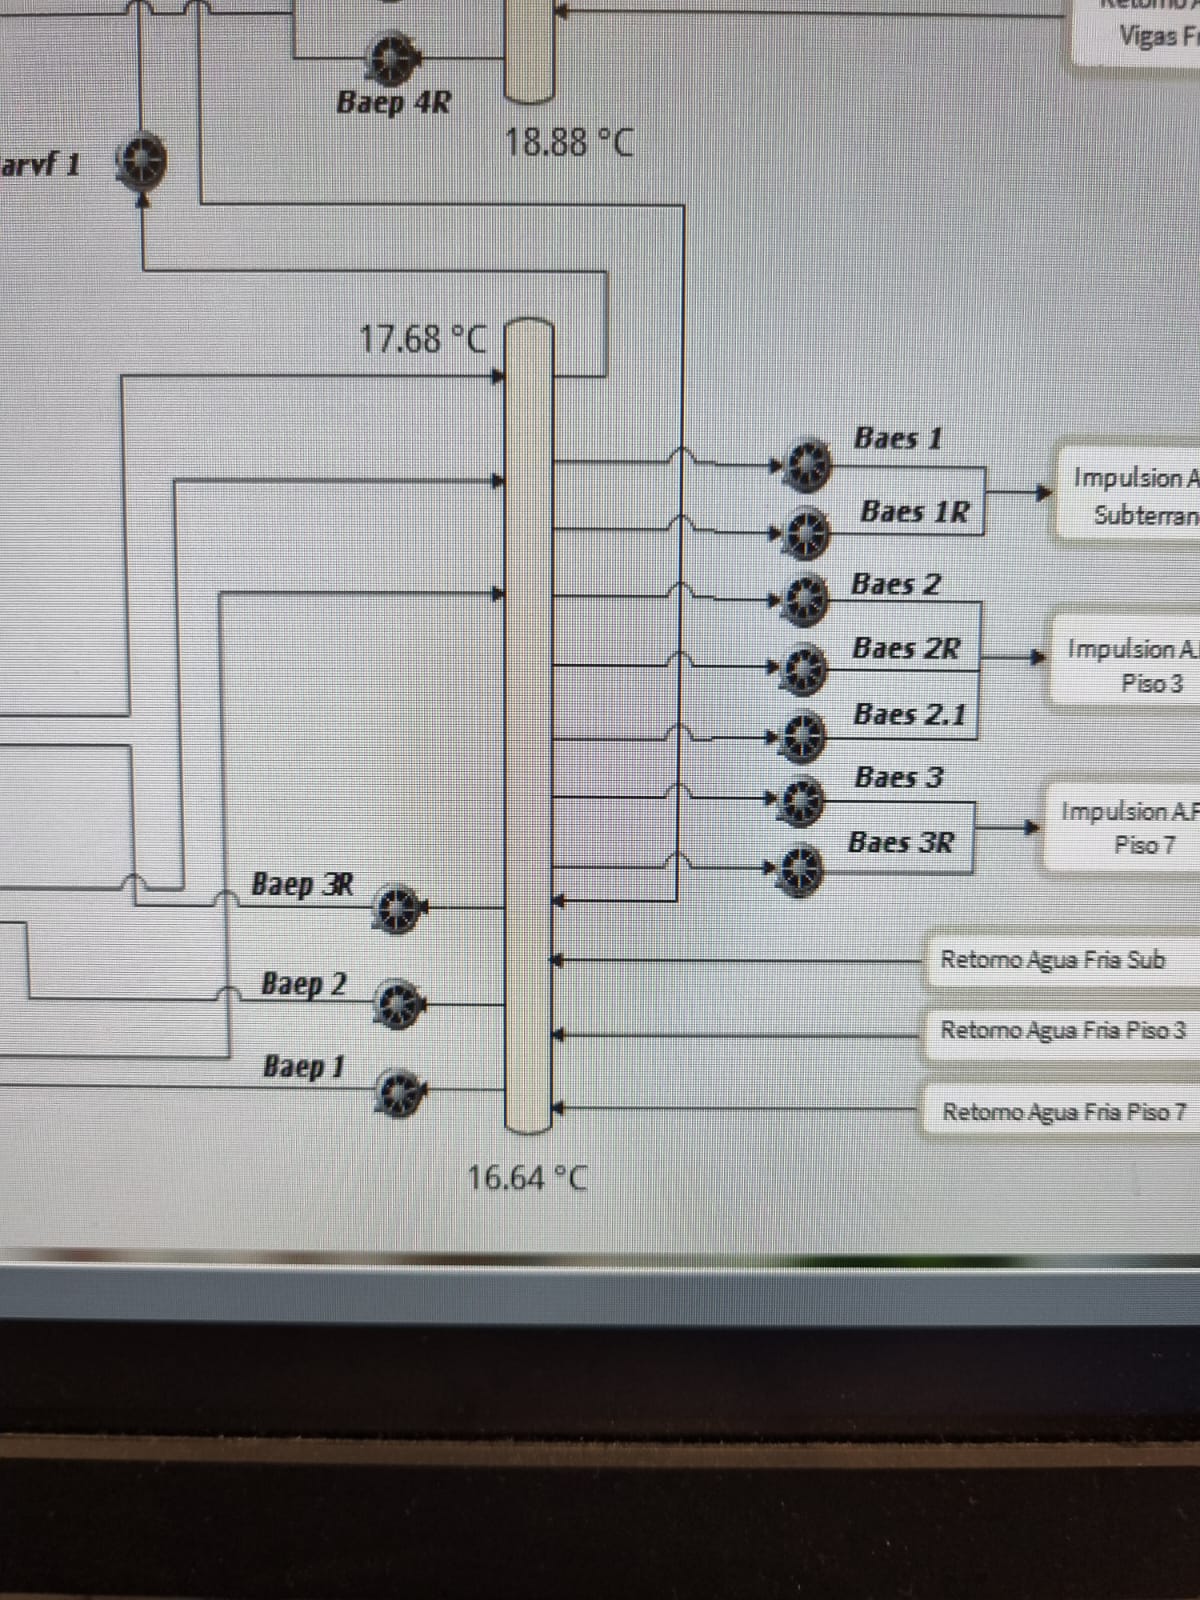 Vigas
Baep 4R
18.88 °C
arvf 1
17.68 °C
Baes 1
Impulsion A
Baes 1R
Subterran
Baes 2
Baes 2R
Impulsion A.
Piso 3
Baes 2.1
Baes 3
Impulsion A.F
Baes 3R
Piso 7
Baep 3R
Retorno Agua Fria Sub
Baep 2
Retorno Agua Fria Piso 3
Baep 1
Retorno Agua Fria Piso 7
16.64 °C